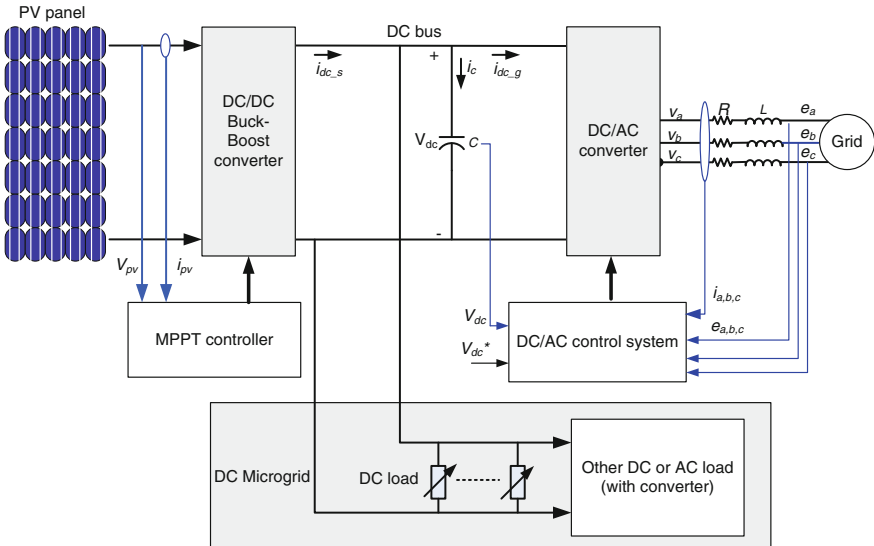 PV panel
DC bus
i_dc_s
+
i_c
i_dc_g
DC/DC
Buck-
Boost
converter
V_dc
C
-
DC/AC
converter
v_a
v_b
v_c
R
L
e_a
e_b
e_c
Grid
V_pv
i_pv
MPPT controller
V_dc
V_dc*
DC/AC control system
i_a,b,c
e_a,b,c
DC Microgrid
DC load
Other DC or AC load
(with converter)